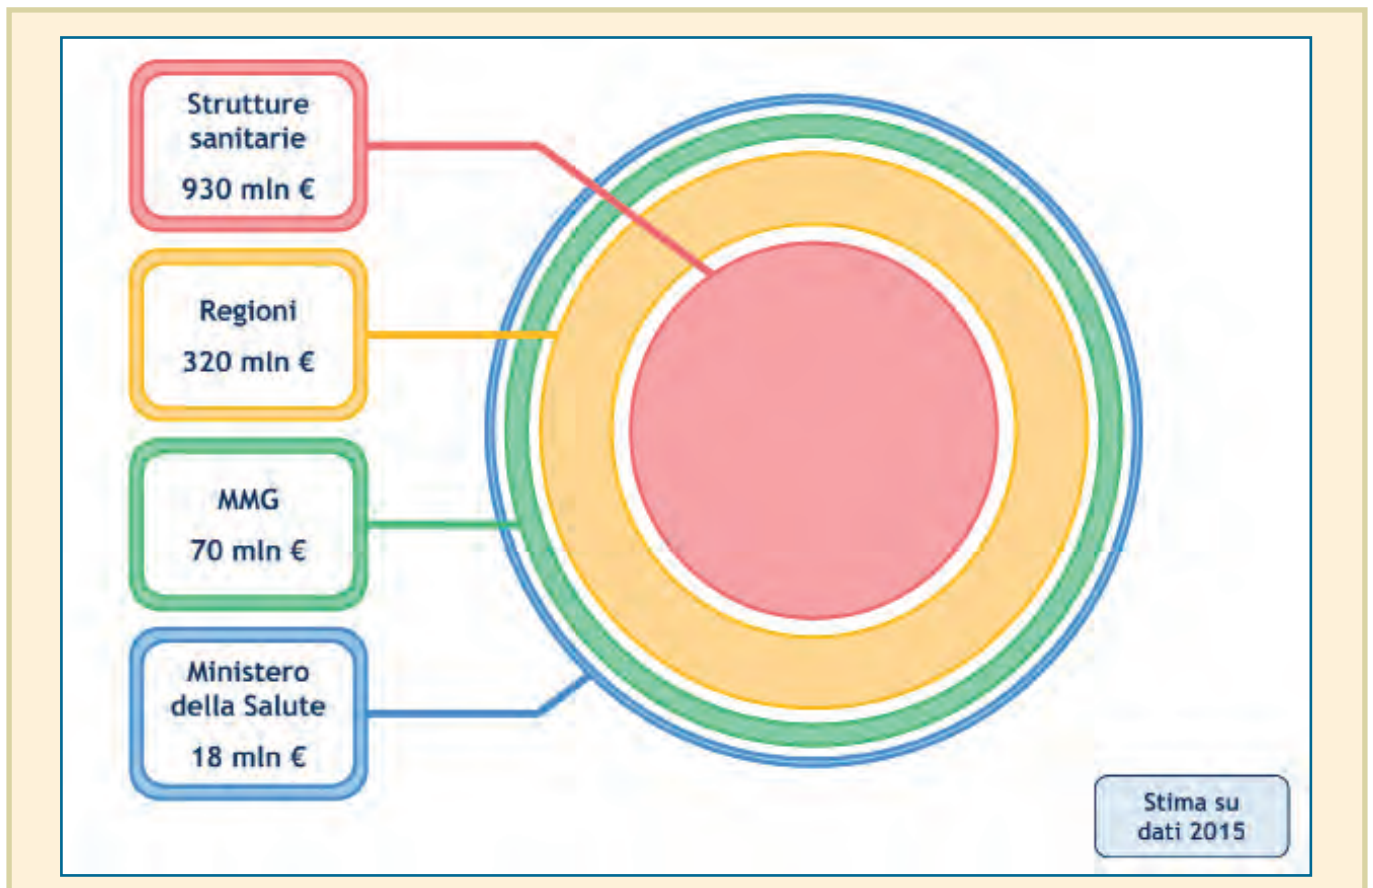 Strutture
sanitarie
930 mln €
Regioni
320 mln €
MMG
70 mln €
Ministero
della Salute
18 mln €
Stima su
dati 2015